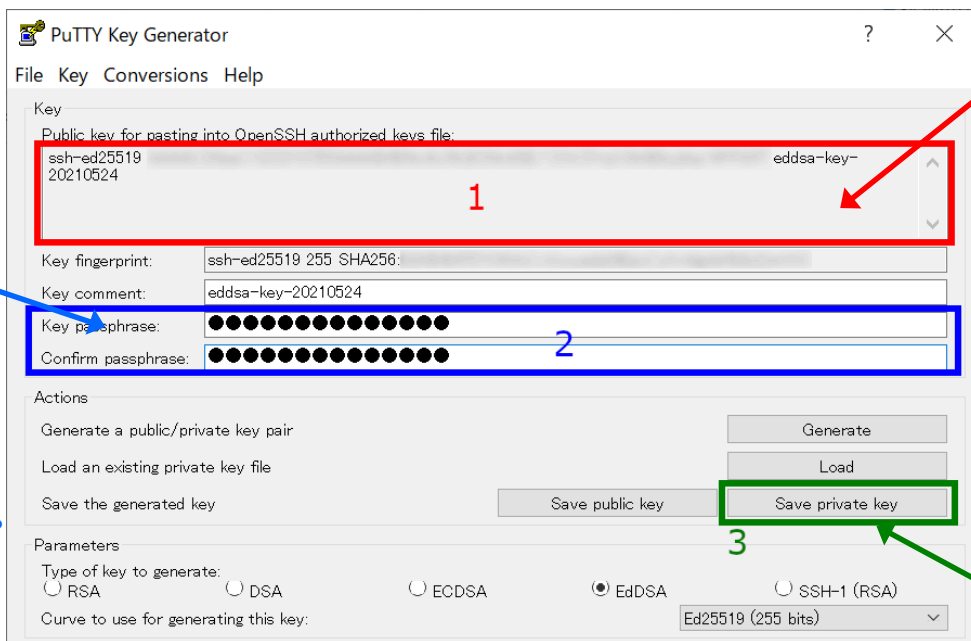 PuTTY Key Generator
?
File Key Conversions Help
Key
Public key for pasting into OpenSSH authorized keys file:
ssh-ed25519 eddsa-key-
20210524
1
Key fingerprint: ssh-ed25519 255 SHA256:
Key comment: eddsa-key-20210524
Key passphrase: ●●●●●●●●●●●●●●
2
Confirm passphrase: ●●●●●●●●●●●●●●
Actions
Generate a public/private key pair Generate
Load an existing private key file Load
Save the generated key Save public key Save private key
3
Parameters
Type of key to generate:
RSA DSA ECDSA EdDSA SSH-1 (RSA)
Curve to use for generating this key: Ed25519 (255 bits)